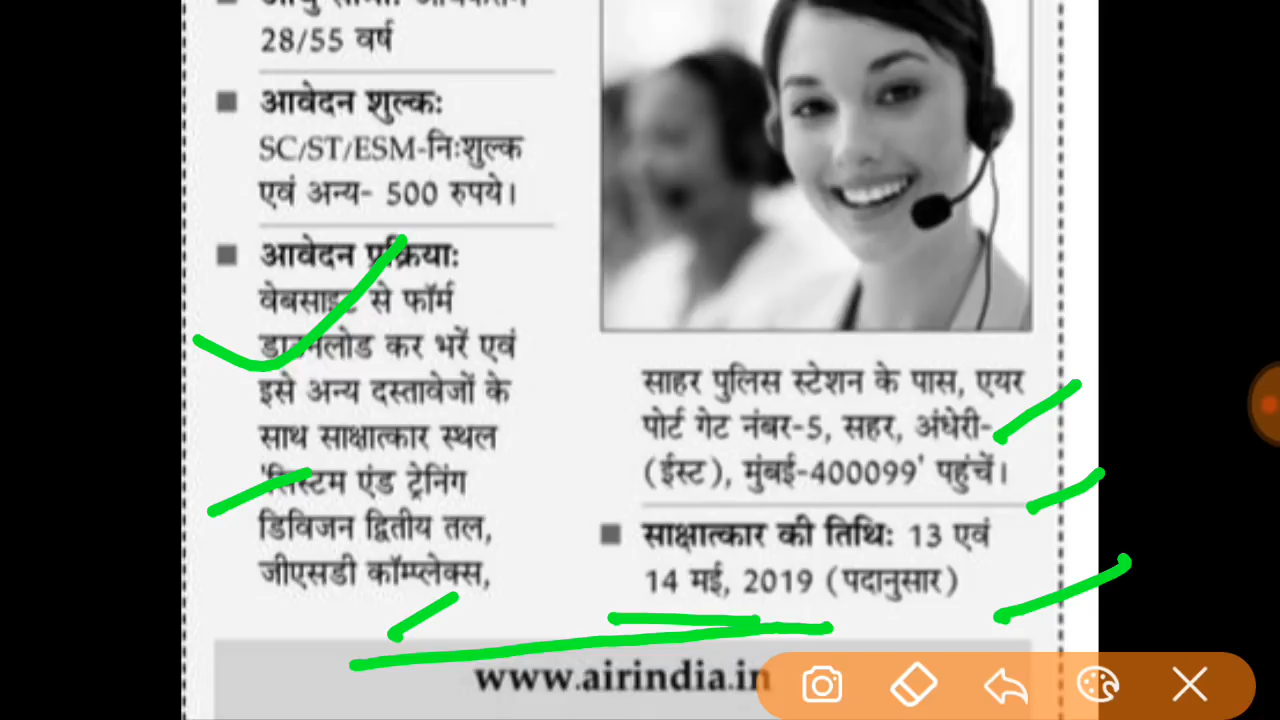 28/55 वर्ष
आवेदन शुल्क:
SC/ST/ESM-निःशुल्क
एवं अन्य- 500 रुपये।
आवेदन प्रक्रिया:
वेबसाइट से फॉर्म
डाउनलोड कर भरें एवं
इसे अन्य दस्तावेजों के
साथ साक्षात्कार स्थल
'सिस्टम एंड ट्रेनिंग
डिविजन द्वितीय तल,
जीएसडी कॉम्प्लेक्स,
साहर पुलिस स्टेशन के पास, एयर
पोर्ट गेट नंबर-5, सहर, अंधेरी-
(ईस्ट), मुंबई-400099' पहुंचें।
साक्षात्कार की तिथि: 13 एवं
14 मई, 2019 (पदानुसार)
www.airindia.in